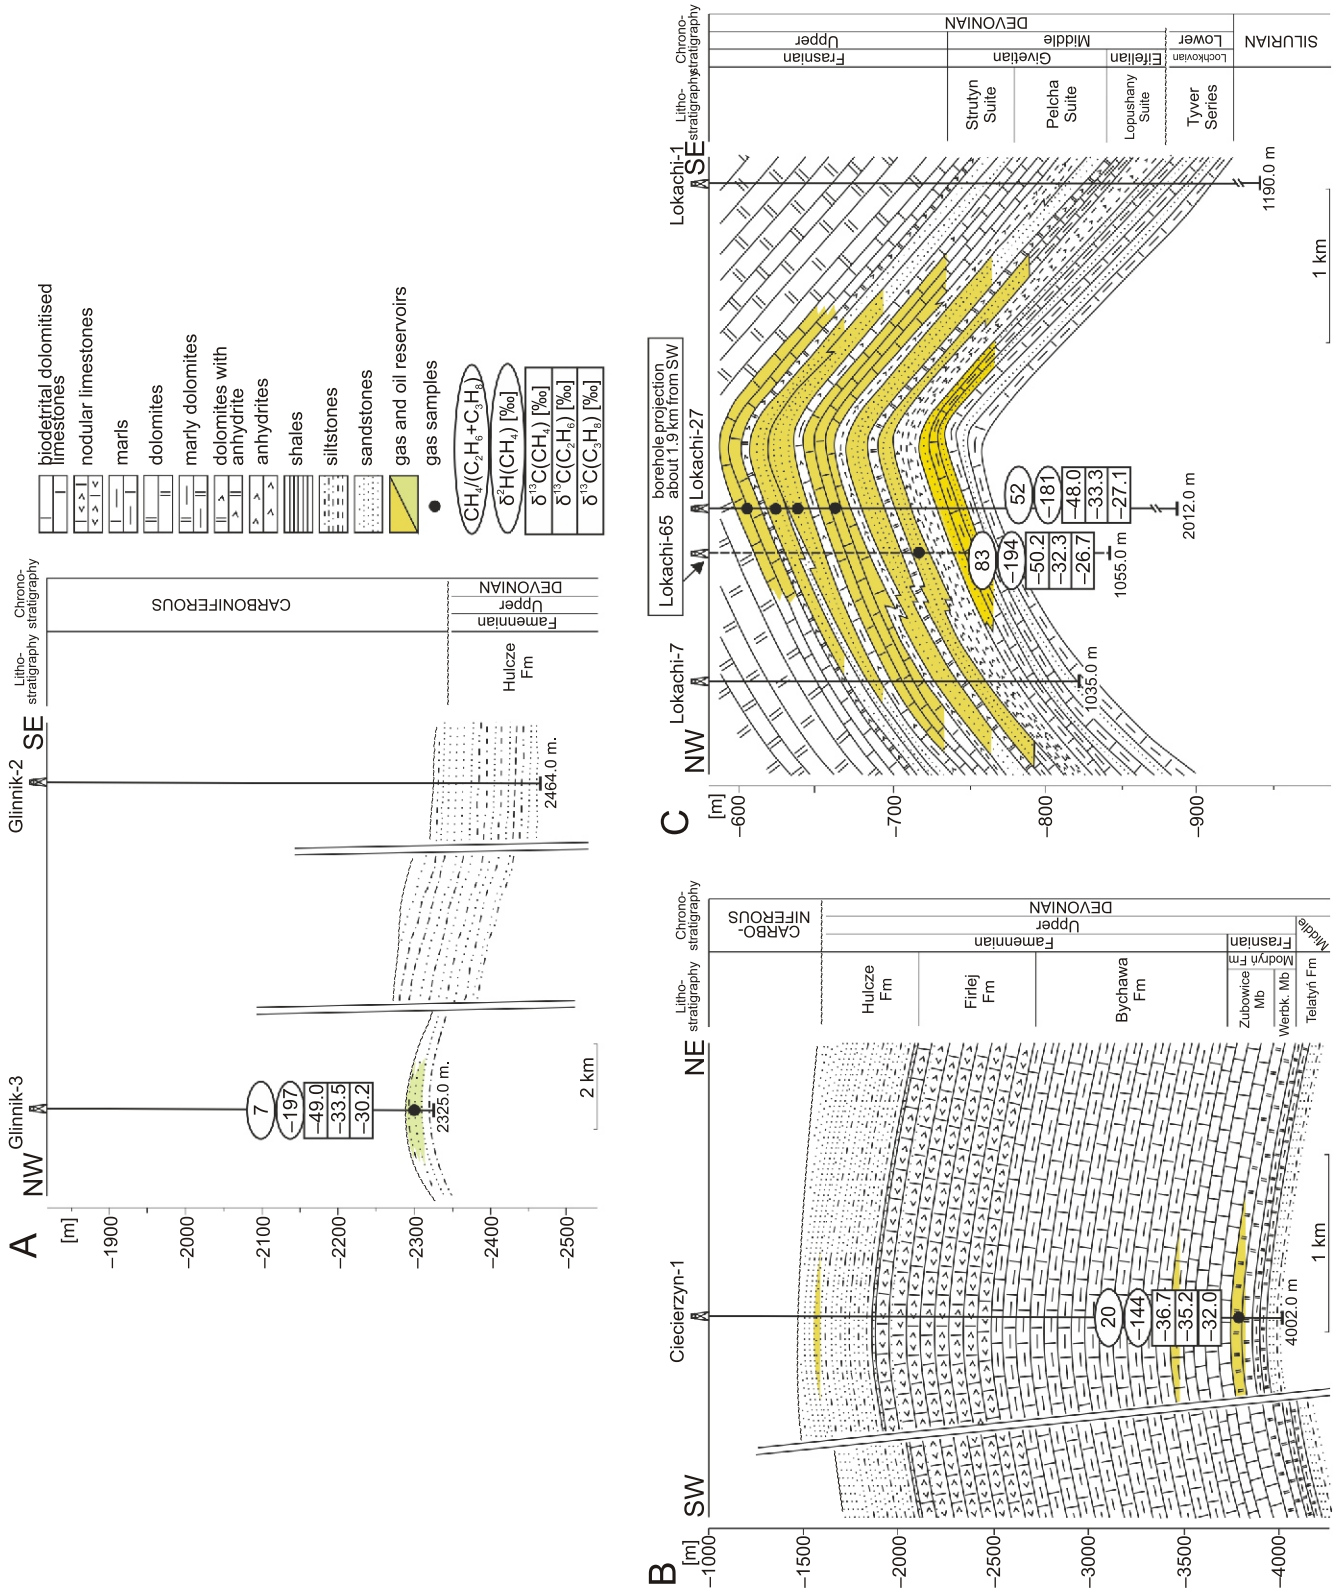 A
NW
Glinnik-3
Glinnik-2
SE
Litho-
stratigraphy
Chrono-
stratigraphy
[m]
−1900
−2000
−2100
−2200
−2300
−2400
−2500
7
−197
−49.0
−33.5
−30.2
2325.0 m.
2464.0 m.
2 km
CARBONIFEROUS
Hulcze
Fm
Famennian
Upper
DEVONIAN
biodetrital dolomitised
limestones
nodular limestones
marls
dolomites
marly dolomites
dolomites with
anhydrite
anhydrites
shales
siltstones
sandstones
gas and oil reservoirs
gas samples
CH₄/(C₂H₆+C₃H₈)
δ²H(CH₄) [‰]
δ¹³C(CH₄) [‰]
δ¹³C(C₂H₆) [‰]
δ¹³C(C₃H₈) [‰]
B
SW
Ciecierzyn-1
NE
Litho-
stratigraphy
Chrono-
stratigraphy
[m]
−1000
−1500
−2000
−2500
−3000
−3500
−4000
20
−144
−36.7
−35.2
−32.0
4002.0 m
1 km
CARBO-
NIFEROUS
Hulcze
Fm
Firlej
Fm
Bychawa
Fm
Zubowice
Mb
Werbk. Mb
Modryń Fm
Telatyń Fm
Famennian
Frasnian
Upper
Middle
DEVONIAN
C
NW
Lokachi-7
Lokachi-65
borehole projection
about 1.9 km from SW
Lokachi-27
Lokachi-1
SE
Litho-
stratigraphy
Chrono-
stratigraphy
[m]
−600
−700
−800
−900
83
−194
−50.2
−32.3
−26.7
52
−181
−48.0
−33.3
−27.1
1035.0 m
1055.0 m
2012.0 m
1190.0 m
1 km
Strutyn
Suite
Pelcha
Suite
Lopushany
Suite
Tyver
Series
Frasnian
Givetian
Eifelian
Lochkovian
Upper
Middle
Lower
DEVONIAN
SILURIAN